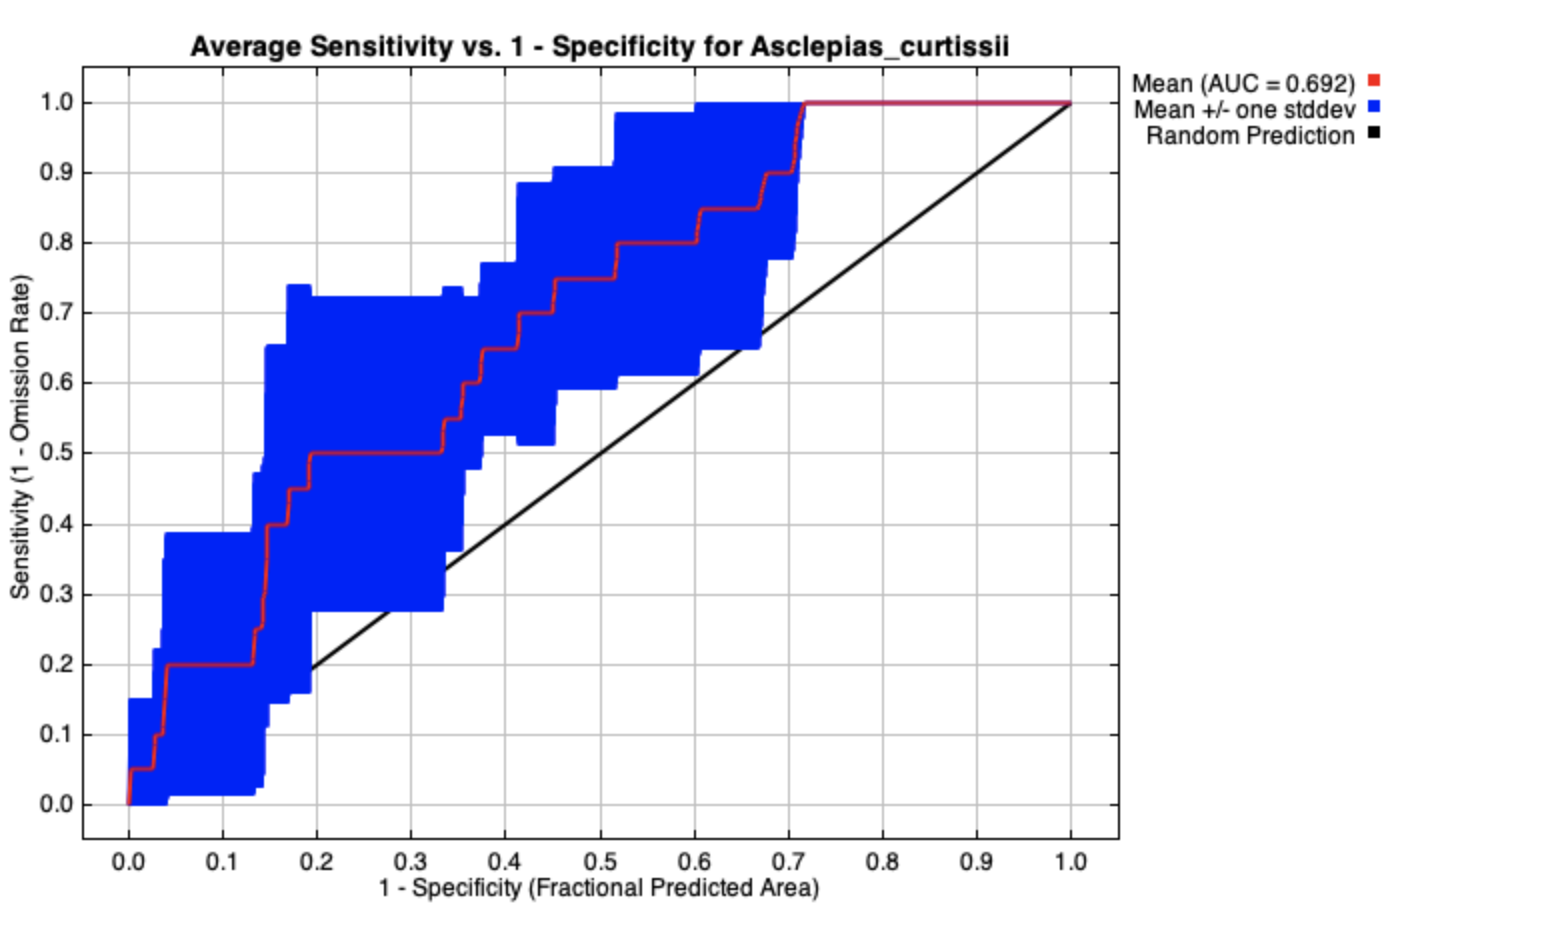 Average Sensitivity vs. 1 - Specificity for Asclepias_curtissii
Mean (AUC = 0.692)
Mean +/- one stddev
Random Prediction
Sensitivity (1 - Omission Rate)
1.0
0.9
0.8
0.7
0.6
0.5
0.4
0.3
0.2
0.1
0.0
0.0 0.1 0.2 0.3 0.4 0.5 0.6 0.7 0.8 0.9 1.0
1 - Specificity (Fractional Predicted Area)